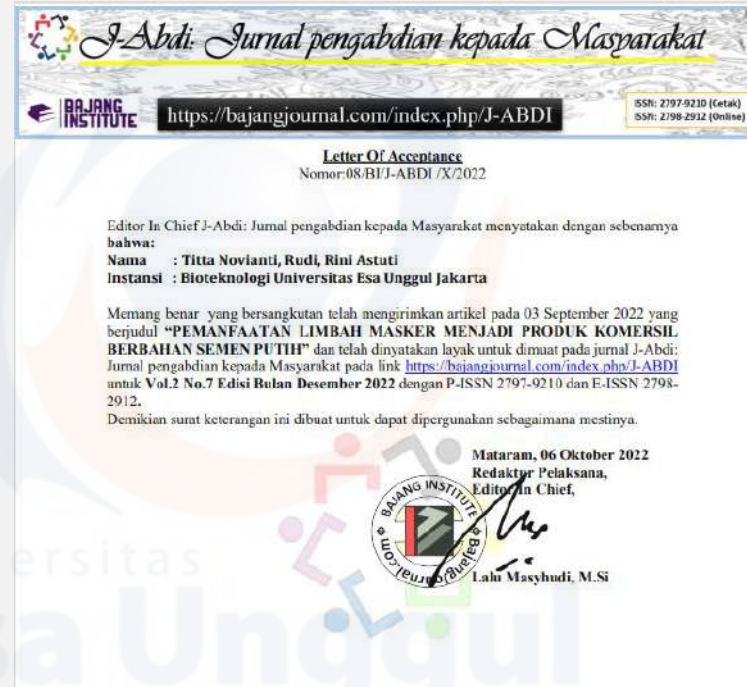 J-Abdi: Jurnal pengabdian kepada Masyarakat
BAJANG
INSTITUTE
https://bajangjournal.com/index.php/J-ABDI
ISSN: 2797-9210 (Cetak)
ISSN: 2798-2912 (Online)
Letter Of Acceptance
Nomor:08/BI/J-ABDI /X/2022
Editor In Chief J-Abdi: Jurnal pengabdian kepada Masyarakat menyatakan dengan sebenarnya
bahwa:
Nama : Titta Novianti, Rudi, Rini Astuti
Instansi : Bioteknologi Universitas Esa Unggul Jakarta
Memang benar yang bersangkutan telah mengirimkan artikel pada 03 September 2022 yang
berjudul “PEMANFAATAN LIMBAH MASKER MENJADI PRODUK KOMERSIL
BERBAHAN SEMEN PUTIH” dan telah dinyatakan layak untuk dimuat pada jurnal J-Abdi:
Jurnal pengabdian kepada Masyarakat pada link https://bajangjournal.com/index.php/J-ABDI
untuk Vol.2 No.7 Edisi Bulan Desember 2022 dengan P-ISSN 2797-9210 dan E-ISSN 2798-
2912.
Demikian surat keterangan ini dibuat untuk dapat dipergunakan sebagaimana mestinya.
Mataram, 06 Oktober 2022
Redaktur Pelaksana,
Editor In Chief,
BAJANG INSTITUTE
Bajangjournal.com
Lalu Masyhudi, M.Si
ersitas
sa Unggul